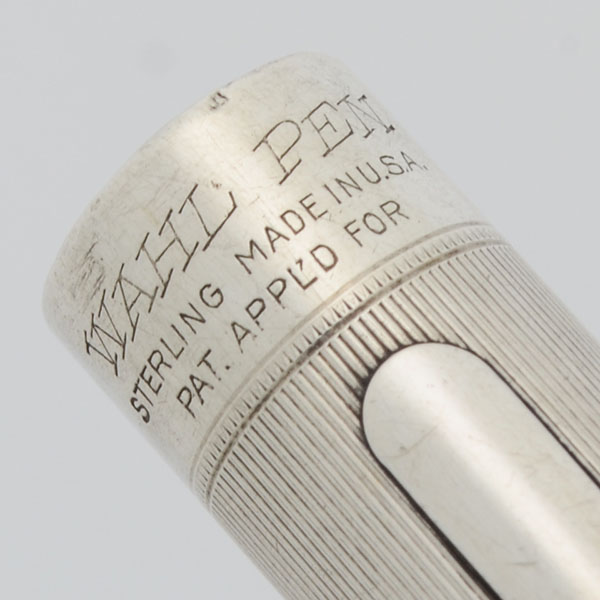 WAHL PEN
STERLING MADE IN U.S.A.
PAT. APPL'D FOR